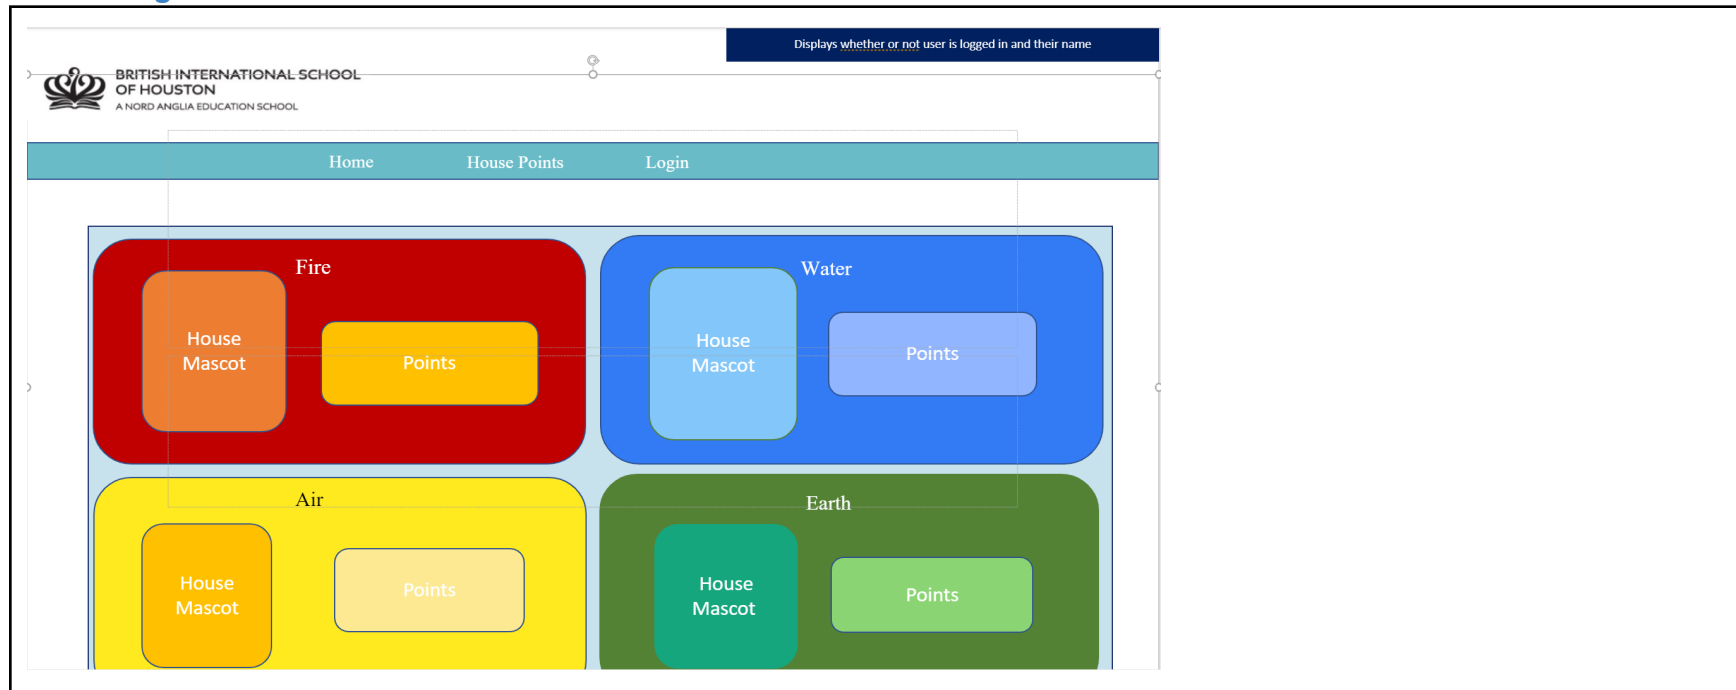 Displays whether or not user is logged in and their name
BRITISH INTERNATIONAL SCHOOL
OF HOUSTON
A NORD ANGLIA EDUCATION SCHOOL
Home House Points Login
Fire
House
Mascot
Points
Water
House
Mascot
Points
Air
House
Mascot
Points
Earth
House
Mascot
Points